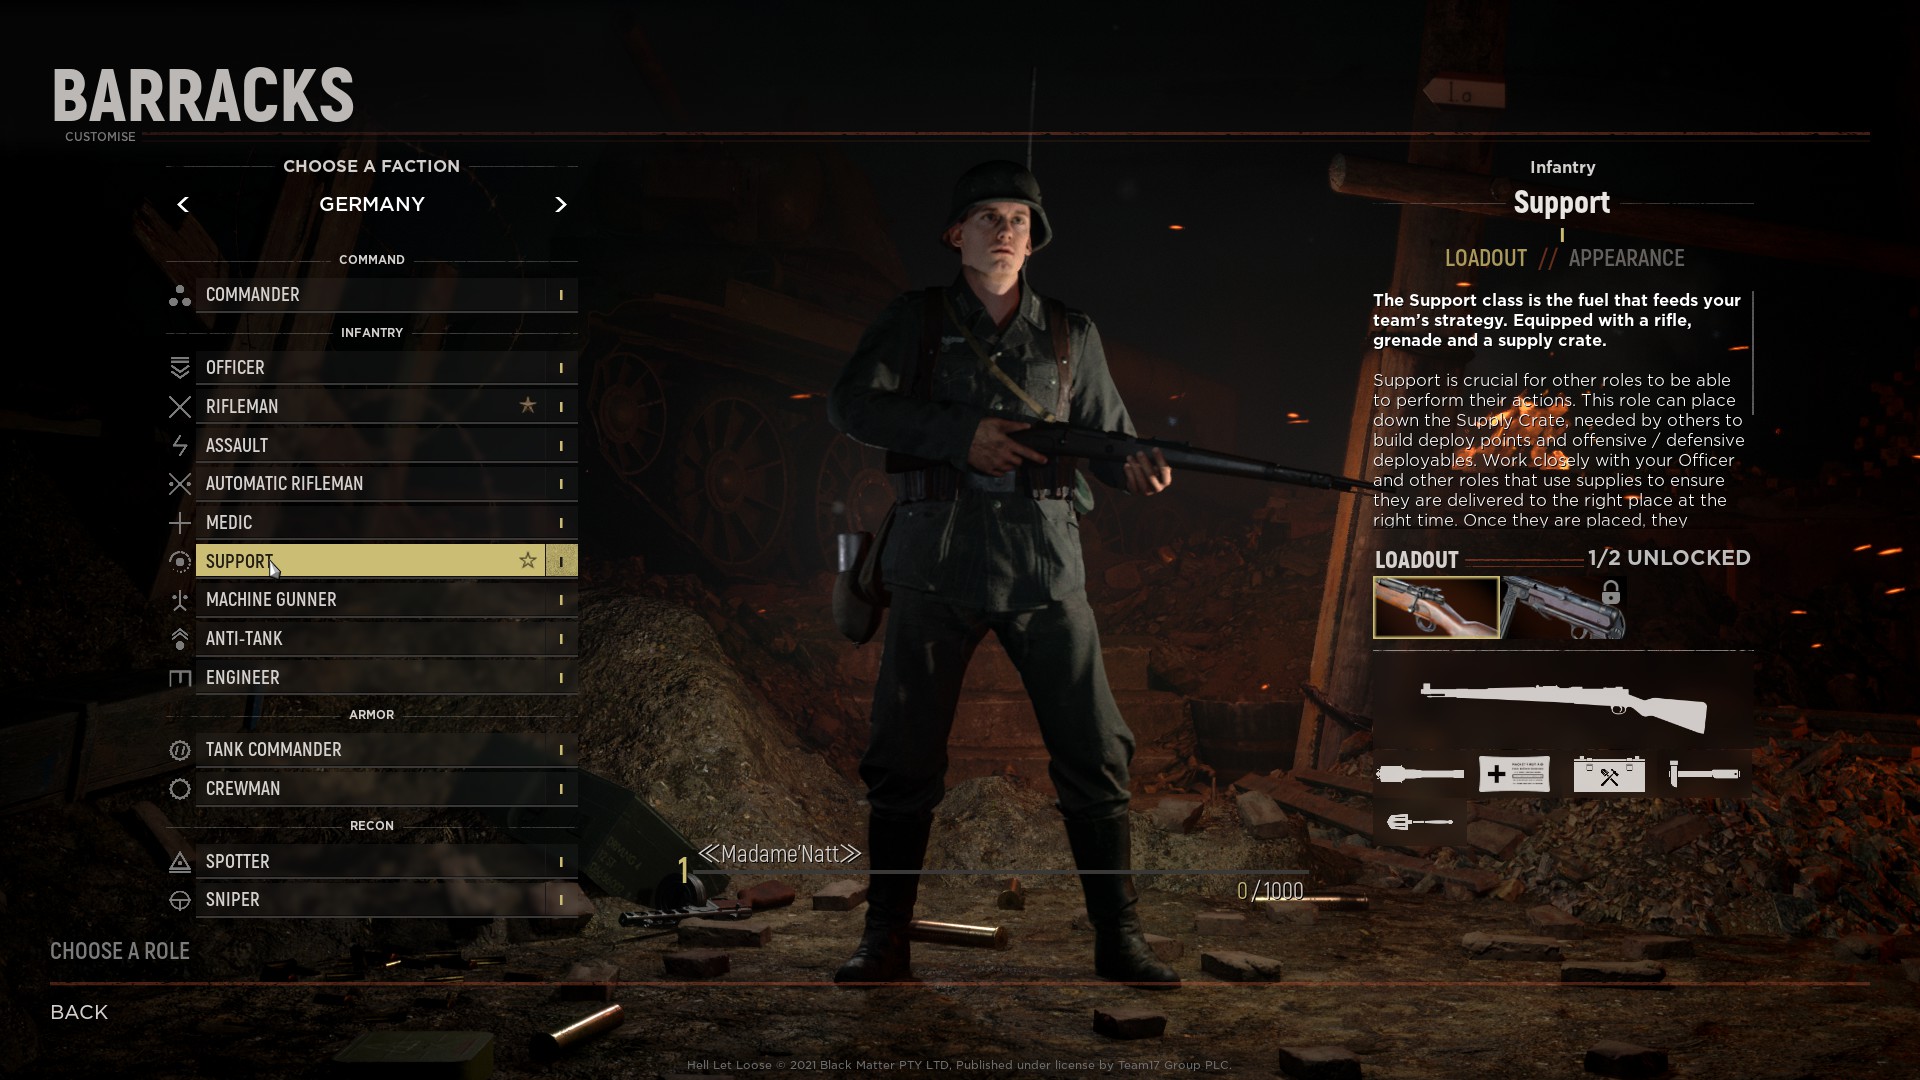 BARRACKS
CUSTOMISE
CHOOSE A FACTION
GERMANY
COMMAND
COMMANDER I
INFANTRY
OFFICER I
RIFLEMAN I
ASSAULT I
AUTOMATIC RIFLEMAN I
MEDIC I
SUPPORT I
MACHINE GUNNER I
ANTI-TANK I
ENGINEER I
ARMOR
TANK COMMANDER I
CREWMAN I
RECON
SPOTTER I
SNIPER I
CHOOSE A ROLE
BACK
La
1
≪Madame'Natt≫
0/1000
Infantry
Support
I
LOADOUT // APPEARANCE
The Support class is the fuel that feeds your
team's strategy. Equipped with a rifle,
grenade and a supply crate.
Support is crucial for other roles to be able
to perform their actions. This role can place
down the Supply Crate, needed by others to
build deploy points and offensive / defensive
deployables. Work closely with your Officer
and other roles that use supplies to ensure
they are delivered to the right place at the
right time. Once they are placed, they
LOADOUT 1/2 UNLOCKED
Hell Let Loose © 2021 Black Matter PTY LTD, Published under license by Team17 Group PLC.